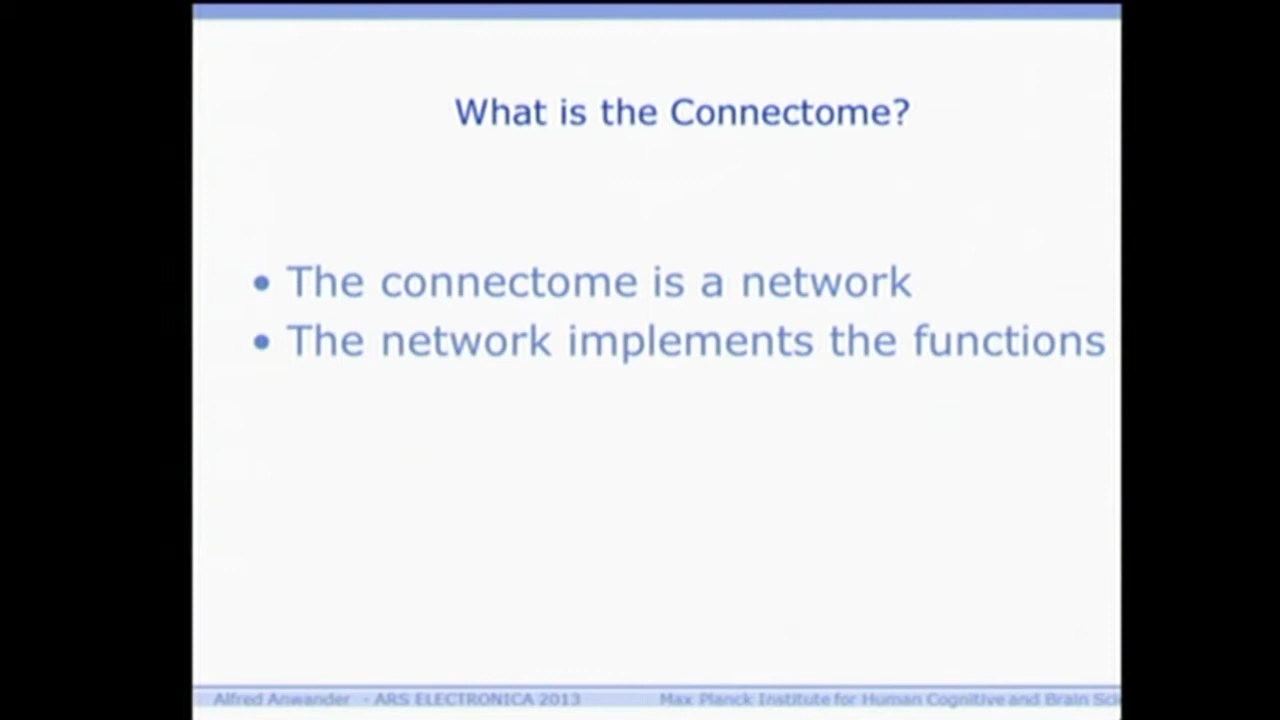 What is the Connectome?
• The connectome is a network
• The network implements the functions
Alfred Anwander - ARS ELECTRONICA 2013 Max Planck Institute for Human Cognitive and Brain Sci